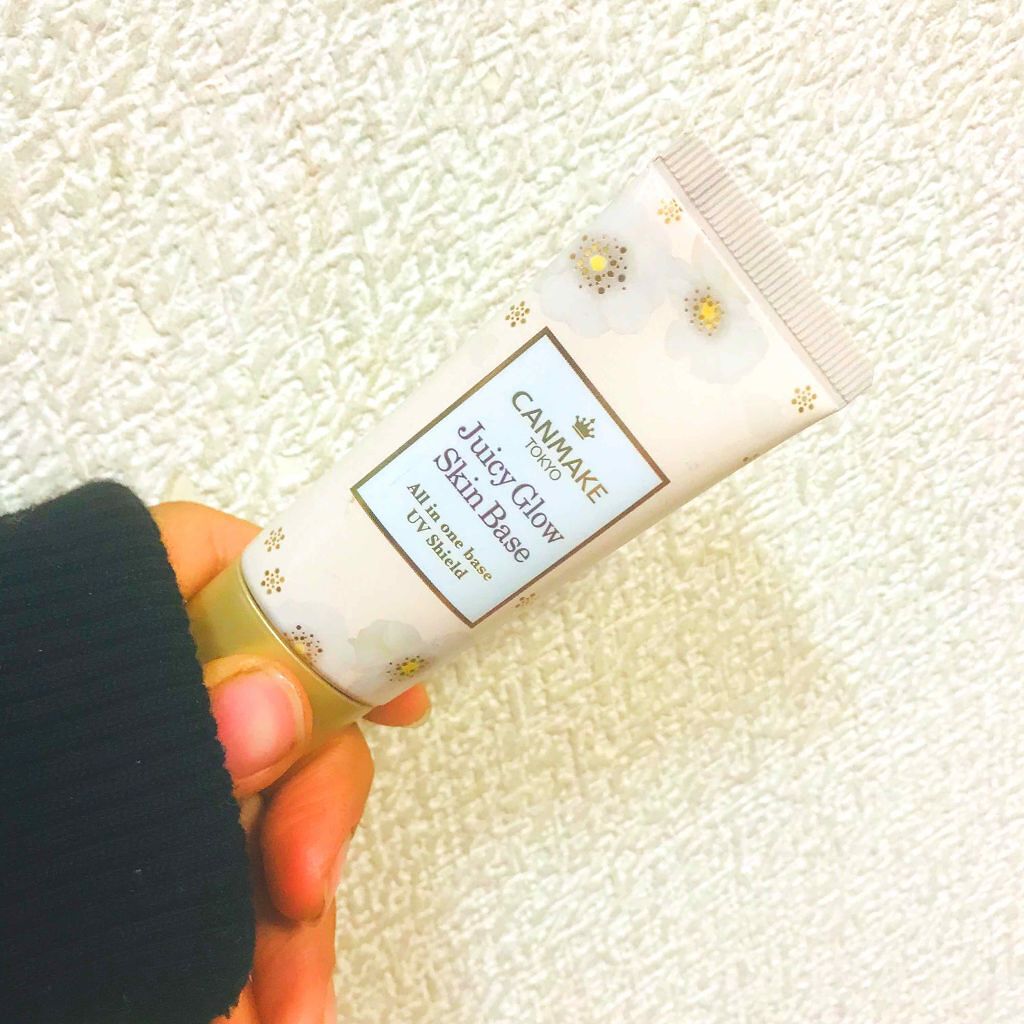 CANMAKE
TOKYO
Juicy Glow
Skin Base
All in one base
UV Shield